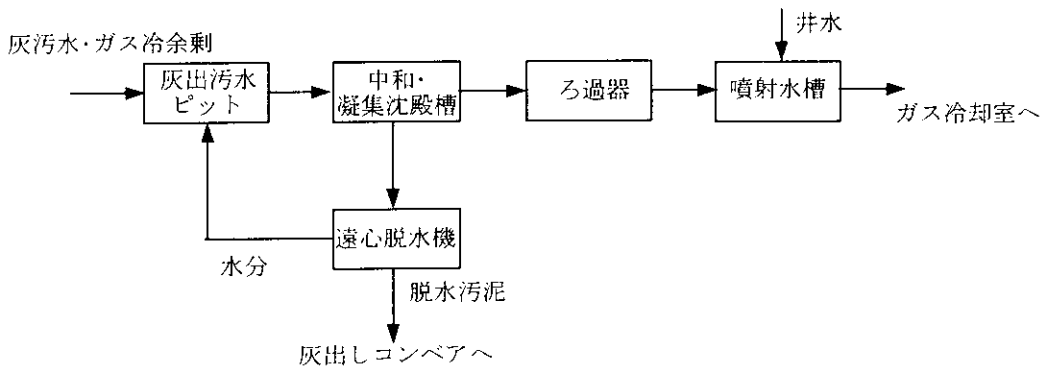 井水
灰汚水・ガス冷余剰
灰出汚水
ピット
中和・
凝集沈殿槽
ろ過器
噴射水槽
ガス冷却室へ
遠心脱水機
水分
脱水汚泥
灰出しコンベアへ